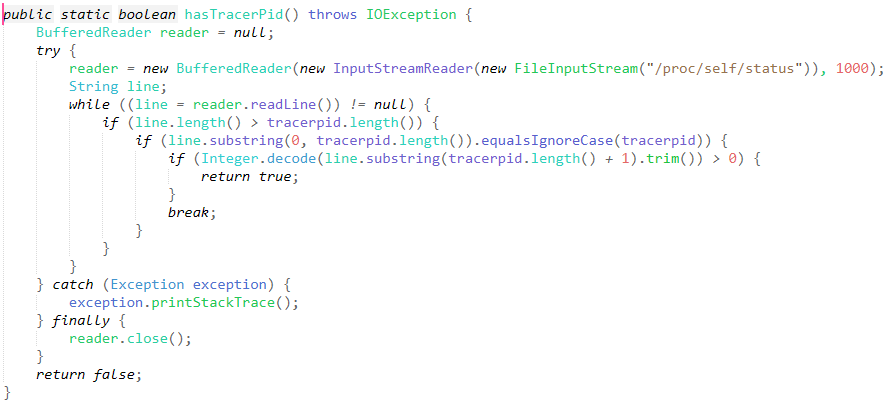 public static boolean hasTracerPid() throws IOException {
    BufferedReader reader = null;
    try {
        reader = new BufferedReader(new InputStreamReader(new FileInputStream("/proc/self/status")), 1000);
        String line;
        while ((line = reader.readLine()) != null) {
            if (line.length() > tracerpid.length()) {
                if (line.substring(0, tracerpid.length()).equalsIgnoreCase(tracerpid)) {
                    if (Integer.decode(line.substring(tracerpid.length() + 1).trim()) > 0) {
                        return true;
                    }
                    break;
                }
            }
        }
    } catch (Exception exception) {
        exception.printStackTrace();
    } finally {
        reader.close();
    }
    return false;
}